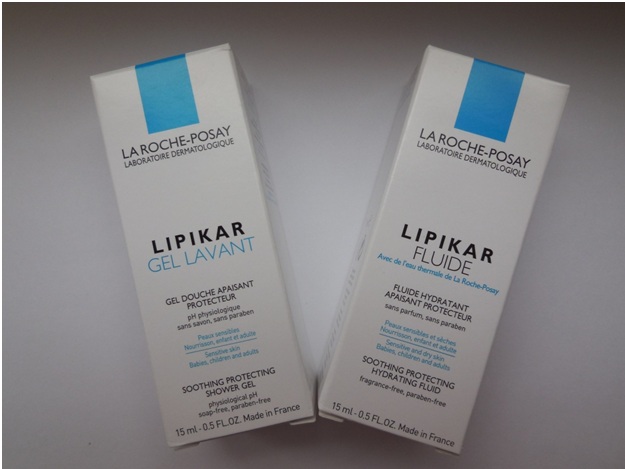 LA ROCHE-POSAY
LABORATOIRE DERMATOLOGIQUE
LIPIKAR
GEL LAVANT
GEL DOUCHE APAISANT
PROTECTEUR
pH physiologique
sans savon, sans paraben
Peaux sensibles
Nourrisson, enfant et adulte
Sensitive skin
Babies, children and adults
SOOTHING PROTECTING
SHOWER GEL
physiological pH
soap-free, paraben-free
15 ml - 0.5 FL.OZ. Made in France
LA ROCHE-POSAY
LABORATOIRE DERMATOLOGIQUE
LIPIKAR
FLUIDE
Avec de l'eau thermale de La Roche-Posay
FLUIDE HYDRATANT
APAISANT PROTECTEUR
sans parfum, sans paraben
Peaux sensibles et sèches
Nourrisson, enfant et adulte
Sensitive and dry skin
Babies, children and adults
SOOTHING PROTECTING
HYDRATING FLUID
fragrance-free, paraben-free
15 ml - 0.5 FL.OZ. Made in France